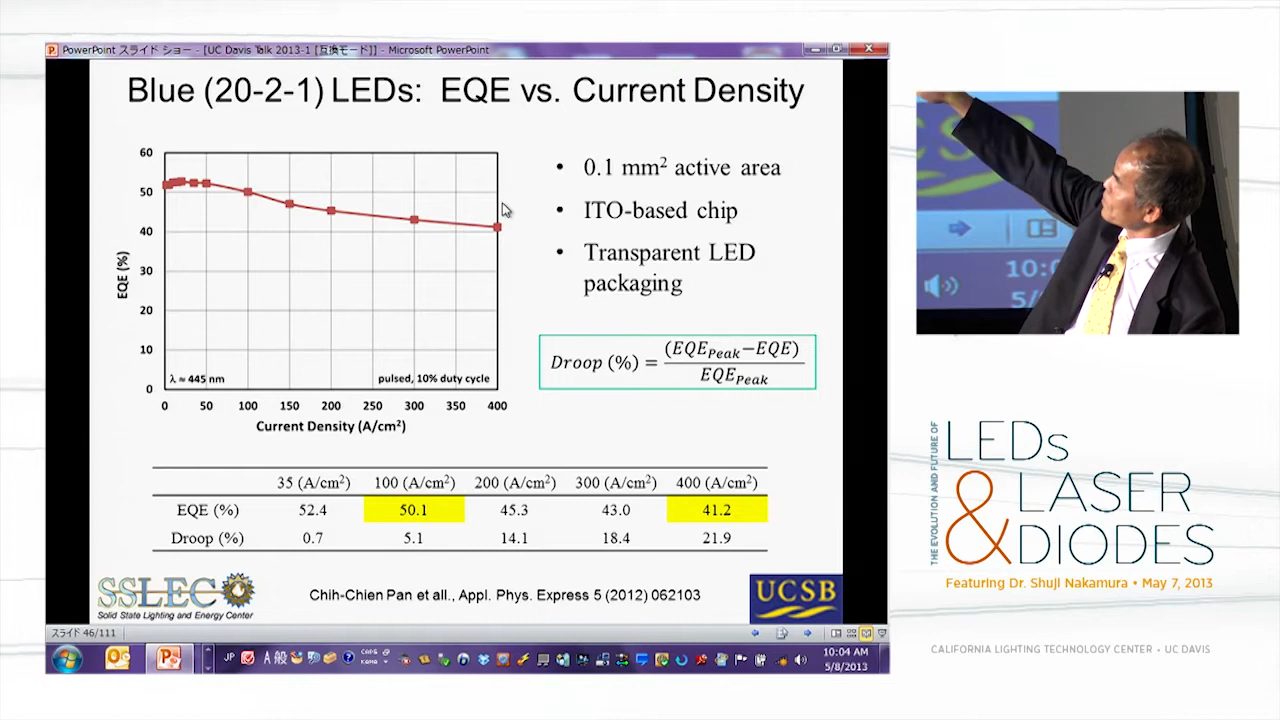 PowerPoint スライド ショー - [UC Davis Talk 2013-1 [互換モード]] - Microsoft PowerPoint
Blue (20-2-1) LEDs: EQE vs. Current Density
60
50
40
30
20
10
0
EQE (%)
λ ≈ 445 nm
pulsed, 10% duty cycle
0 50 100 150 200 250 300 350 400
Current Density (A/cm²)
• 0.1 mm² active area
• ITO-based chip
• Transparent LED
packaging
Droop (%) = (EQE_Peak − EQE) / EQE_Peak
35 (A/cm²) 100 (A/cm²) 200 (A/cm²) 300 (A/cm²) 400 (A/cm²)
EQE (%) 52.4 50.1 45.3 43.0 41.2
Droop (%) 0.7 5.1 14.1 18.4 21.9
SSLEC
Solid State Lighting and Energy Center
Chih-Chien Pan et all., Appl. Phys. Express 5 (2012) 062103
UCSB
スライド 46/111
JP A 般 CAPS KANA
10:04 AM
5/8/2013
10:0
5/
THE EVOLUTION AND FUTURE OF
LEDs
& LASER
DIODES
Featuring Dr. Shuji Nakamura • May 7, 2013
CALIFORNIA LIGHTING TECHNOLOGY CENTER • UC DAVIS